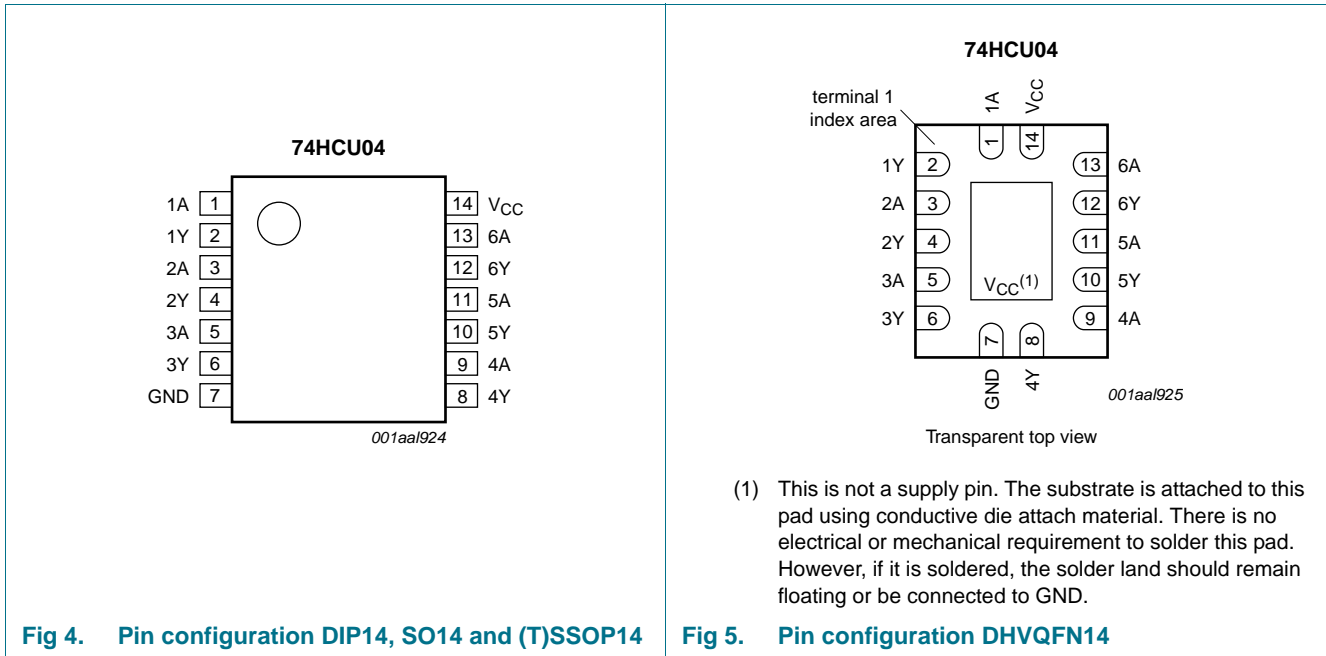 74HCU04
1A 1 14 VCC
1Y 2 13 6A
2A 3 12 6Y
2Y 4 11 5A
3A 5 10 5Y
3Y 6 9 4A
GND 7 8 4Y
001aal924
Fig 4. Pin configuration DIP14, SO14 and (T)SSOP14
74HCU04
terminal 1
index area
1A VCC
1 14
1Y 2 13 6A
2A 3 12 6Y
2Y 4 11 5A
3A 5 10 5Y
VCC(1)
3Y 6 9 4A
7 8
GND 4Y
001aal925
Transparent top view
(1) This is not a supply pin. The substrate is attached to this
pad using conductive die attach material. There is no
electrical or mechanical requirement to solder this pad.
However, if it is soldered, the solder land should remain
floating or be connected to GND.
Fig 5. Pin configuration DHVQFN14